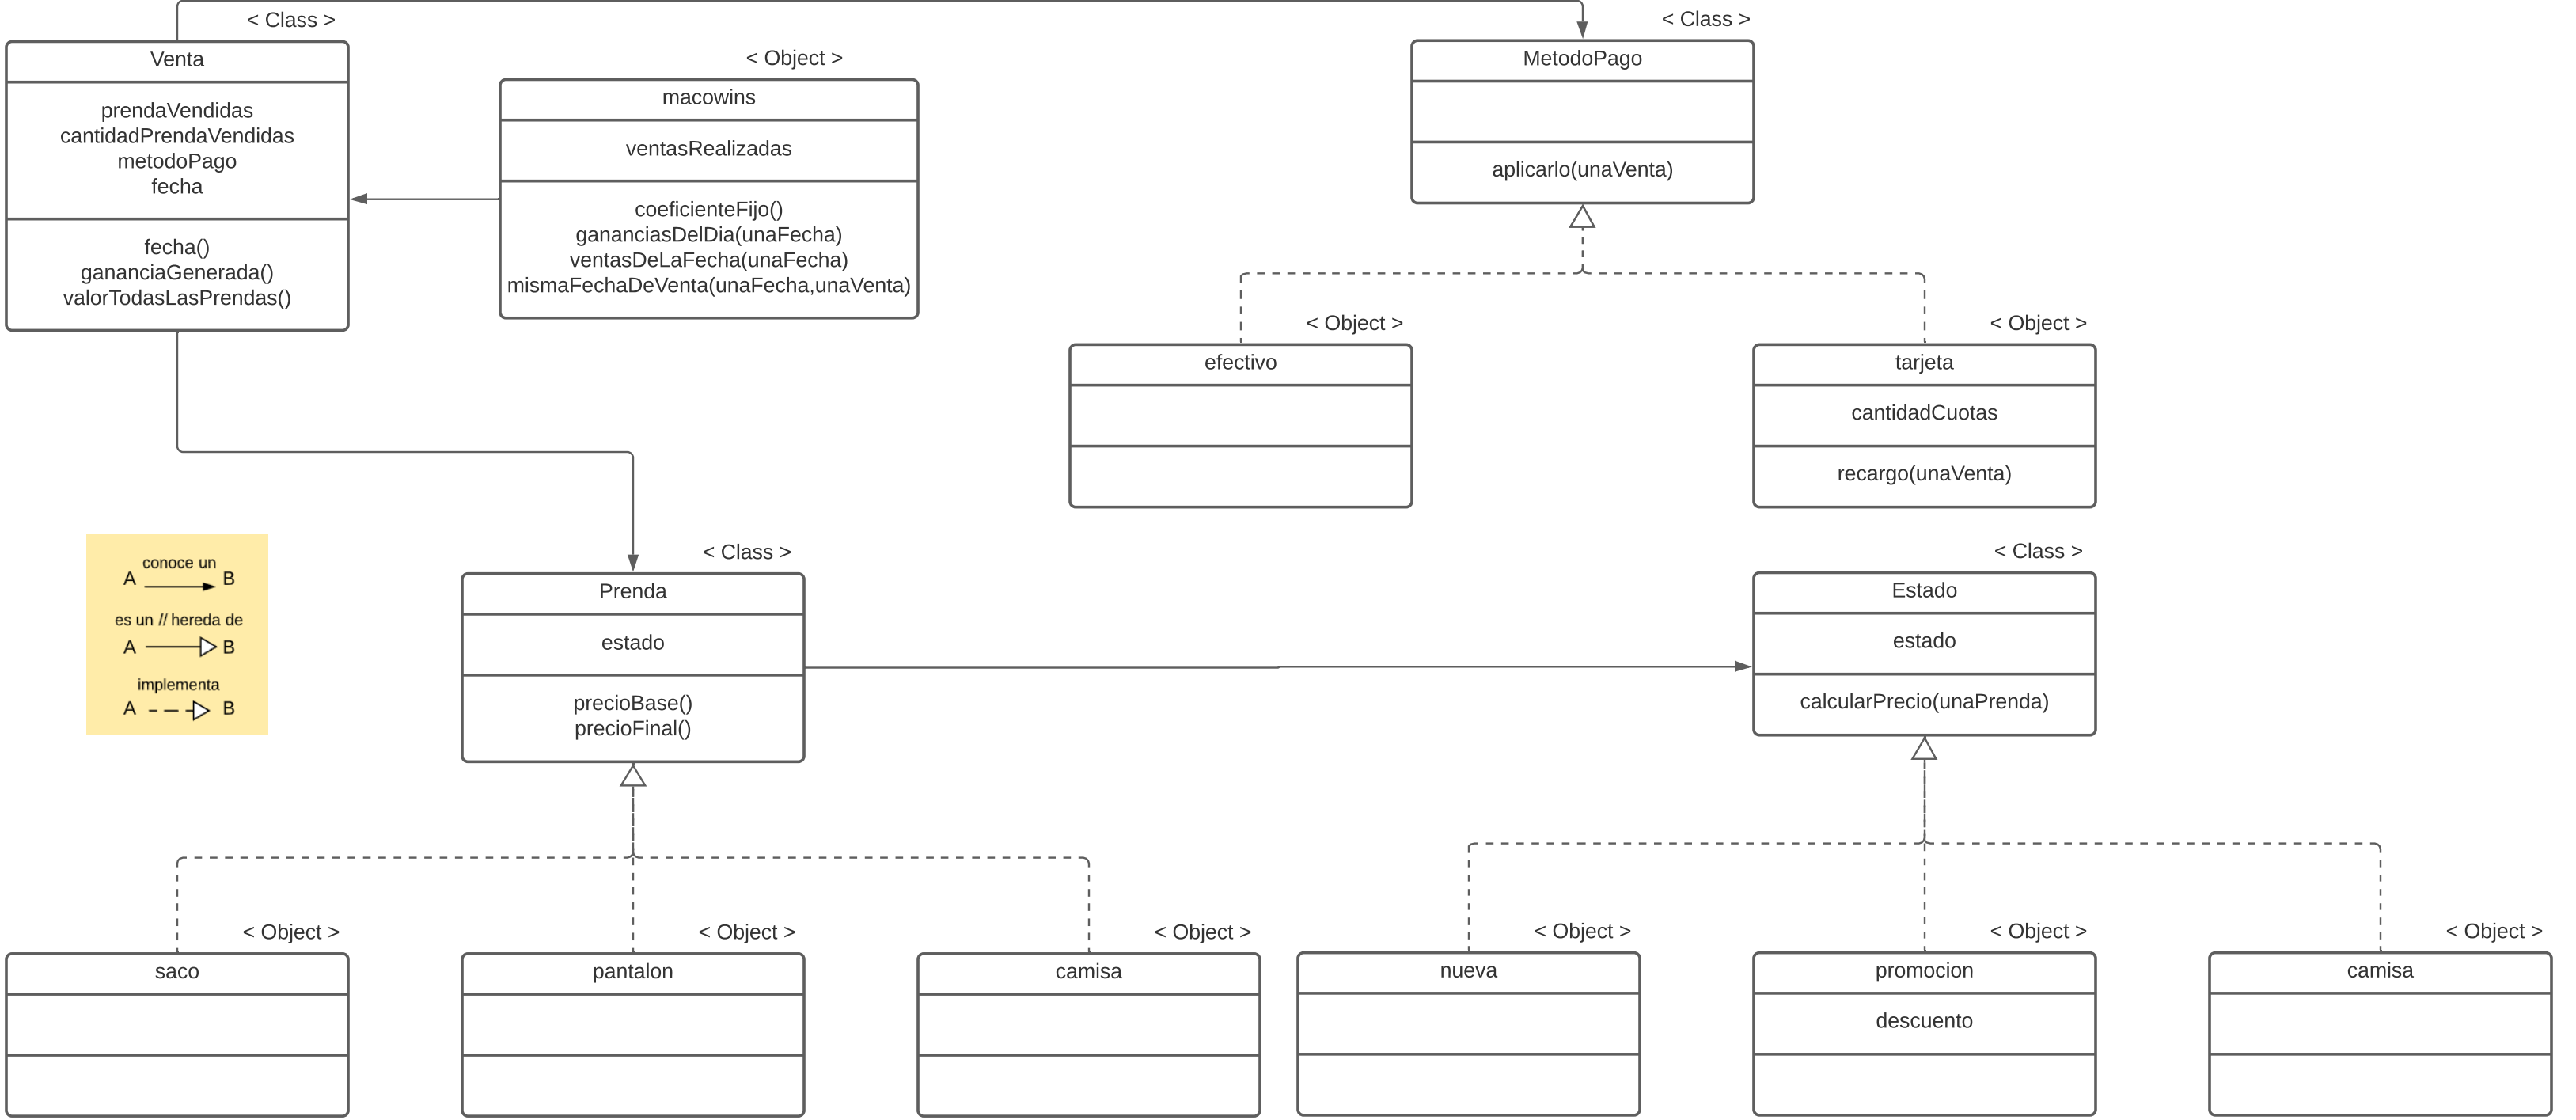 < Class >
Venta
prendaVendidas
cantidadPrendaVendidas
metodoPago
fecha
fecha()
gananciaGenerada()
valorTodasLasPrendas()
< Object >
macowins
ventasRealizadas
coeficienteFijo()
gananciasDelDia(unaFecha)
ventasDeLaFecha(unaFecha)
mismaFechaDeVenta(unaFecha,unaVenta)
< Class >
MetodoPago
aplicarlo(unaVenta)
< Object >
efectivo
< Object >
tarjeta
cantidadCuotas
recargo(unaVenta)
conoce un
A B
es un // hereda de
A B
implementa
A B
< Class >
Prenda
estado
precioBase()
precioFinal()
< Class >
Estado
estado
calcularPrecio(unaPrenda)
< Object >
saco
< Object >
pantalon
< Object >
camisa
< Object >
nueva
< Object >
promocion
descuento
< Object >
camisa